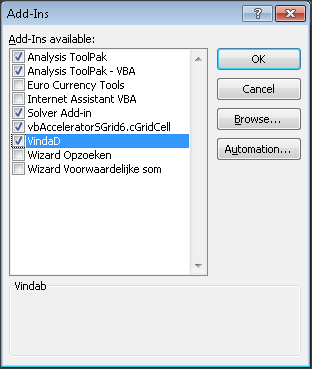 Add-Ins
Add-Ins available:
Analysis ToolPak
Analysis ToolPak - VBA
Euro Currency Tools
Internet Assistant VBA
Solver Add-in
vbAcceleratorSGrid6.cGridCell
VindaD
Wizard Opzoeken
Wizard Voorwaardelijke som
OK
Cancel
Browse...
Automation...
Vindab